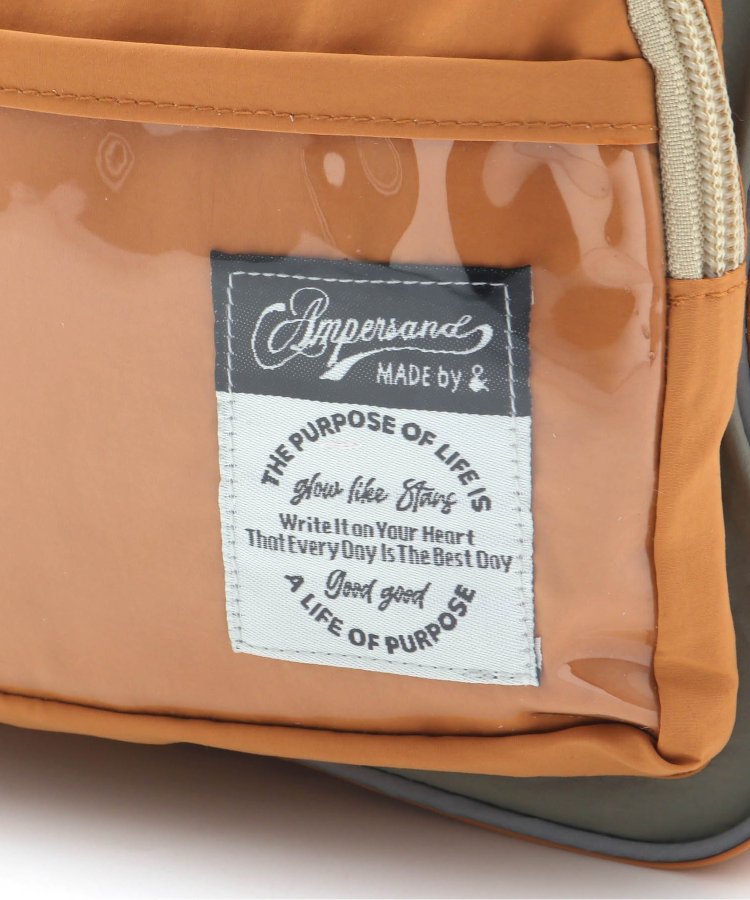 Ampersand
MADE by &
THE PURPOSE OF LIFE IS
glow like Stars
Write It on Your Heart
That Every Day Is The Best Day
Good good
A LIFE OF PURPOSE